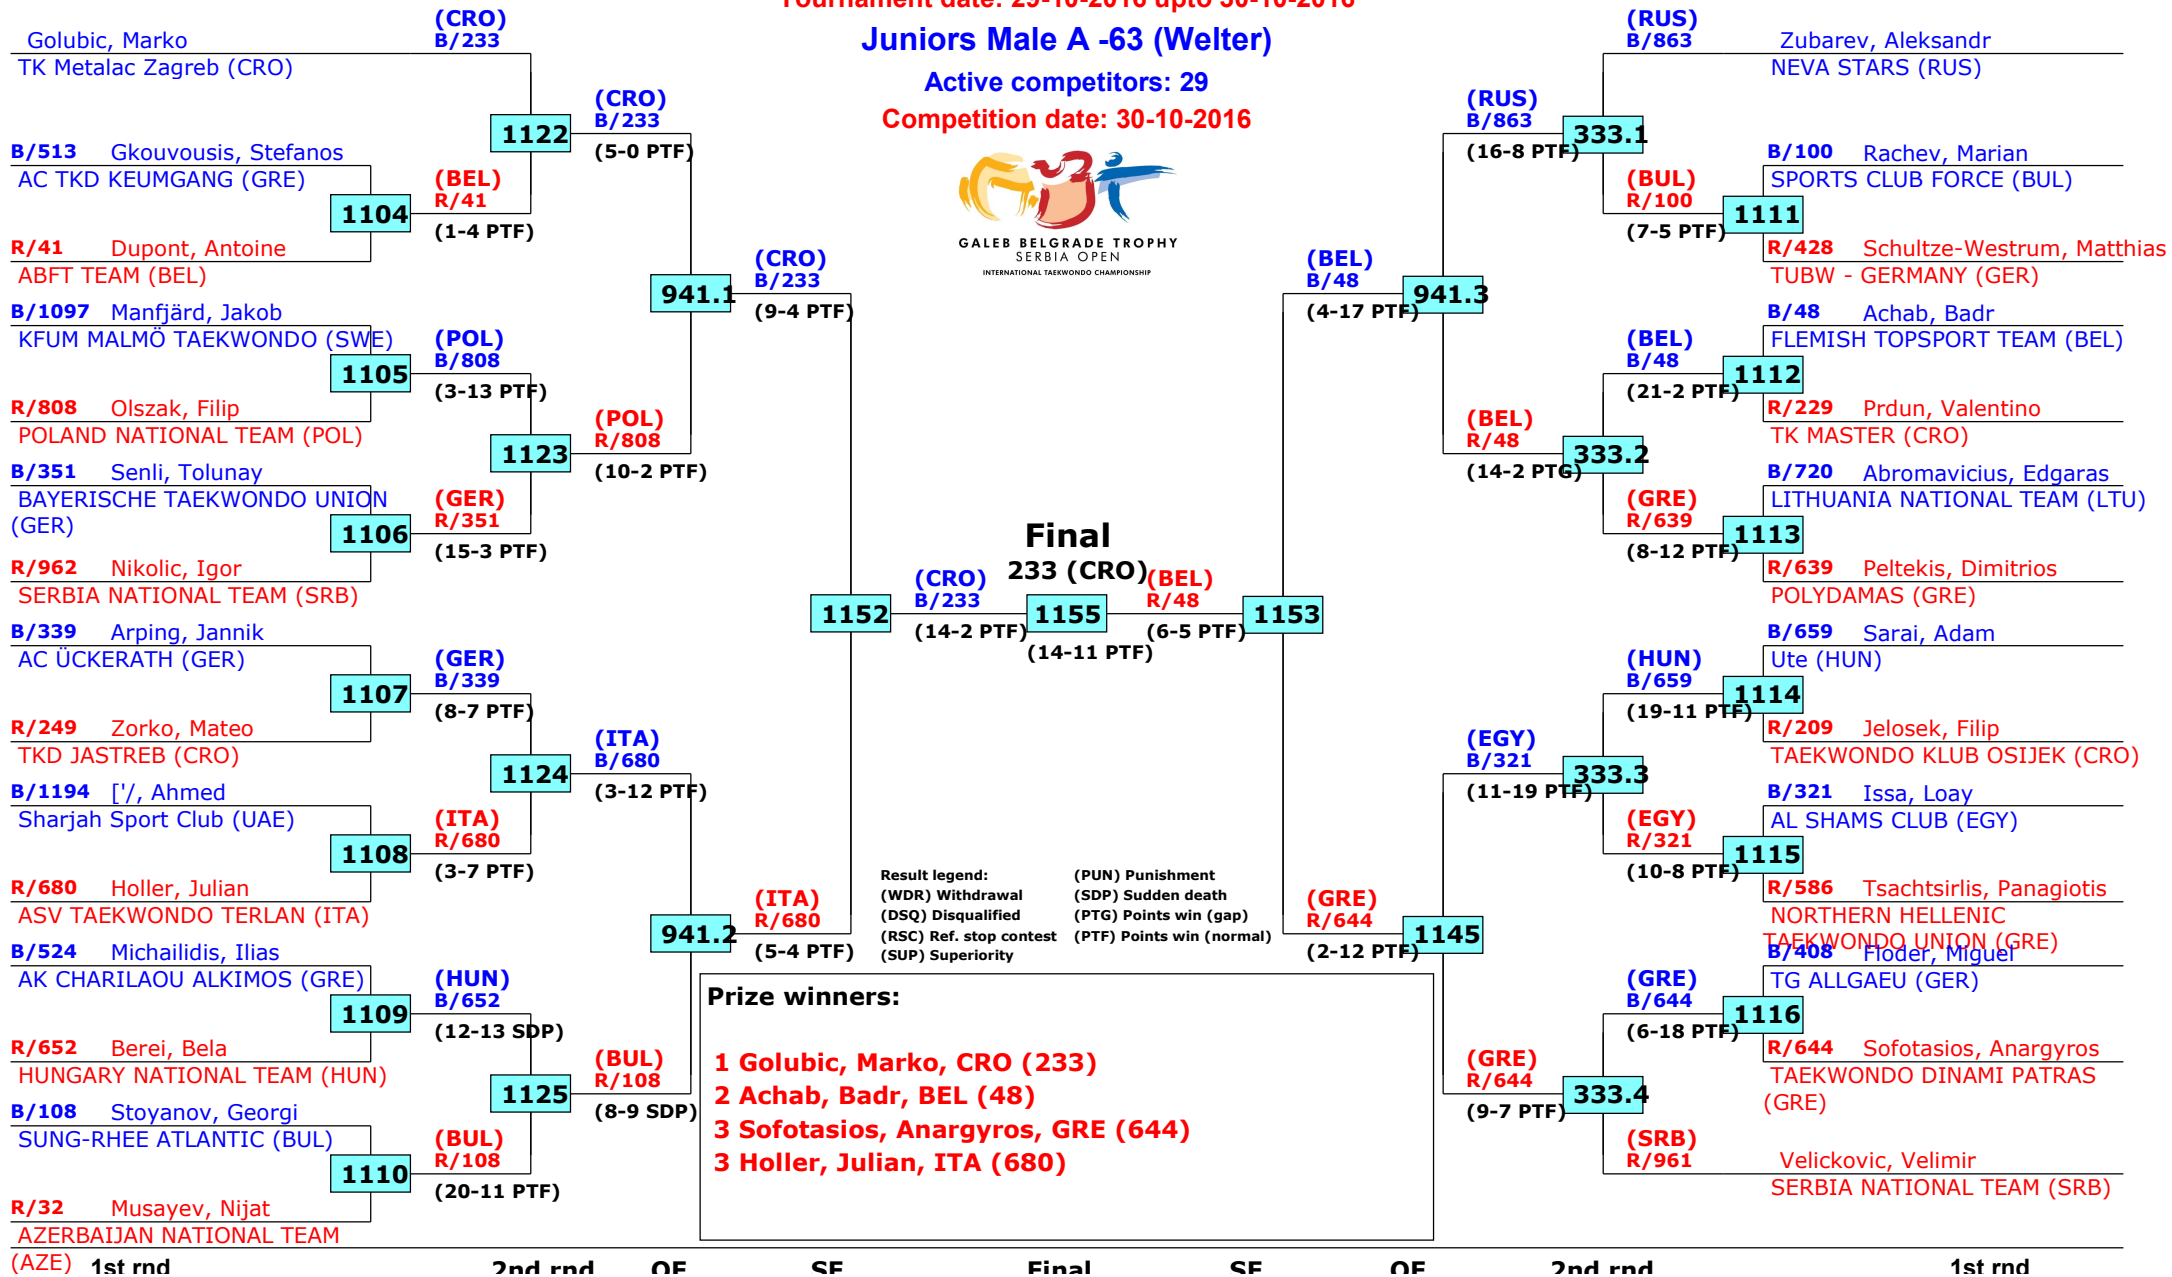 Tournament date: 29-10-2016 upto 30-10-2016
Juniors Male A -63 (Welter)
Active competitors: 29
Competition date: 30-10-2016
GALEB BELGRADE TROPHY
SERBIA OPEN
INTERNATIONAL TAEKWONDO CHAMPIONSHIP
Golubic, Marko
TK Metalac Zagreb (CRO)
B/513 Gkouvousis, Stefanos
AC TKD KEUMGANG (GRE)
R/41 Dupont, Antoine
ABFT TEAM (BEL)
B/1097 Manfjärd, Jakob
KFUM MALMÖ TAEKWONDO (SWE)
R/808 Olszak, Filip
POLAND NATIONAL TEAM (POL)
B/351 Senli, Tolunay
BAYERISCHE TAEKWONDO UNION
(GER)
R/962 Nikolic, Igor
SERBIA NATIONAL TEAM (SRB)
B/339 Arping, Jannik
AC ÜCKERATH (GER)
R/249 Zorko, Mateo
TKD JASTREB (CRO)
B/1194 ['/, Ahmed
Sharjah Sport Club (UAE)
R/680 Holler, Julian
ASV TAEKWONDO TERLAN (ITA)
B/524 Michailidis, Ilias
AK CHARILAOU ALKIMOS (GRE)
R/652 Berei, Bela
HUNGARY NATIONAL TEAM (HUN)
B/108 Stoyanov, Georgi
SUNG-RHEE ATLANTIC (BUL)
R/32 Musayev, Nijat
AZERBAIJAN NATIONAL TEAM
(AZE)
1104
1105
1106
1107
1108
1109
1110
(CRO)
B/233
(BEL)
R/41
(1-4 PTF)
(POL)
B/808
(3-13 PTF)
(GER)
R/351
(15-3 PTF)
(GER)
B/339
(8-7 PTF)
(ITA)
R/680
(3-7 PTF)
(HUN)
B/652
(12-13 SDP)
(BUL)
R/108
(20-11 PTF)
1122
1123
1124
1125
(CRO)
B/233
(5-0 PTF)
(POL)
R/808
(10-2 PTF)
(ITA)
B/680
(3-12 PTF)
(BUL)
R/108
(8-9 SDP)
941.1
941.2
(CRO)
B/233
(9-4 PTF)
(ITA)
R/680
(5-4 PTF)
1152
(CRO)
B/233
(14-2 PTF)
Final
233 (CRO)
1155
(14-11 PTF)
(BEL)
R/48
(6-5 PTF)
1153
(BEL)
B/48
(4-17 PTF)
(GRE)
R/644
(2-12 PTF)
941.3
1145
(RUS)
B/863
(16-8 PTF)
(BEL)
R/48
(14-2 PTG)
(EGY)
B/321
(11-19 PTF)
(GRE)
R/644
(9-7 PTF)
333.1
333.2
333.3
333.4
(RUS)
B/863
(BUL)
R/100
(7-5 PTF)
(BEL)
B/48
(21-2 PTF)
(GRE)
R/639
(8-12 PTF)
(HUN)
B/659
(19-11 PTF)
(EGY)
R/321
(10-8 PTF)
(GRE)
B/644
(6-18 PTF)
(SRB)
R/961
1111
1112
1113
1114
1115
1116
Zubarev, Aleksandr
NEVA STARS (RUS)
B/100 Rachev, Marian
SPORTS CLUB FORCE (BUL)
R/428 Schultze-Westrum, Matthias
TUBW - GERMANY (GER)
B/48 Achab, Badr
FLEMISH TOPSPORT TEAM (BEL)
R/229 Prdun, Valentino
TK MASTER (CRO)
B/720 Abromavicius, Edgaras
LITHUANIA NATIONAL TEAM (LTU)
R/639 Peltekis, Dimitrios
POLYDAMAS (GRE)
B/659 Sarai, Adam
Ute (HUN)
R/209 Jelosek, Filip
TAEKWONDO KLUB OSIJEK (CRO)
B/321 Issa, Loay
AL SHAMS CLUB (EGY)
R/586 Tsachtsirlis, Panagiotis
NORTHERN HELLENIC
TAEKWONDO UNION (GRE)
B/408 Floder, Miguel
TG ALLGAEU (GER)
R/644 Sofotasios, Anargyros
TAEKWONDO DINAMI PATRAS
(GRE)
Velickovic, Velimir
SERBIA NATIONAL TEAM (SRB)
Result legend:
(WDR) Withdrawal
(DSQ) Disqualified
(RSC) Ref. stop contest
(SUP) Superiority
(PUN) Punishment
(SDP) Sudden death
(PTG) Points win (gap)
(PTF) Points win (normal)
Prize winners:
1 Golubic, Marko, CRO (233)
2 Achab, Badr, BEL (48)
3 Sofotasios, Anargyros, GRE (644)
3 Holler, Julian, ITA (680)
1st rnd 2nd rnd QF SF Final SF QF 2nd rnd 1st rnd